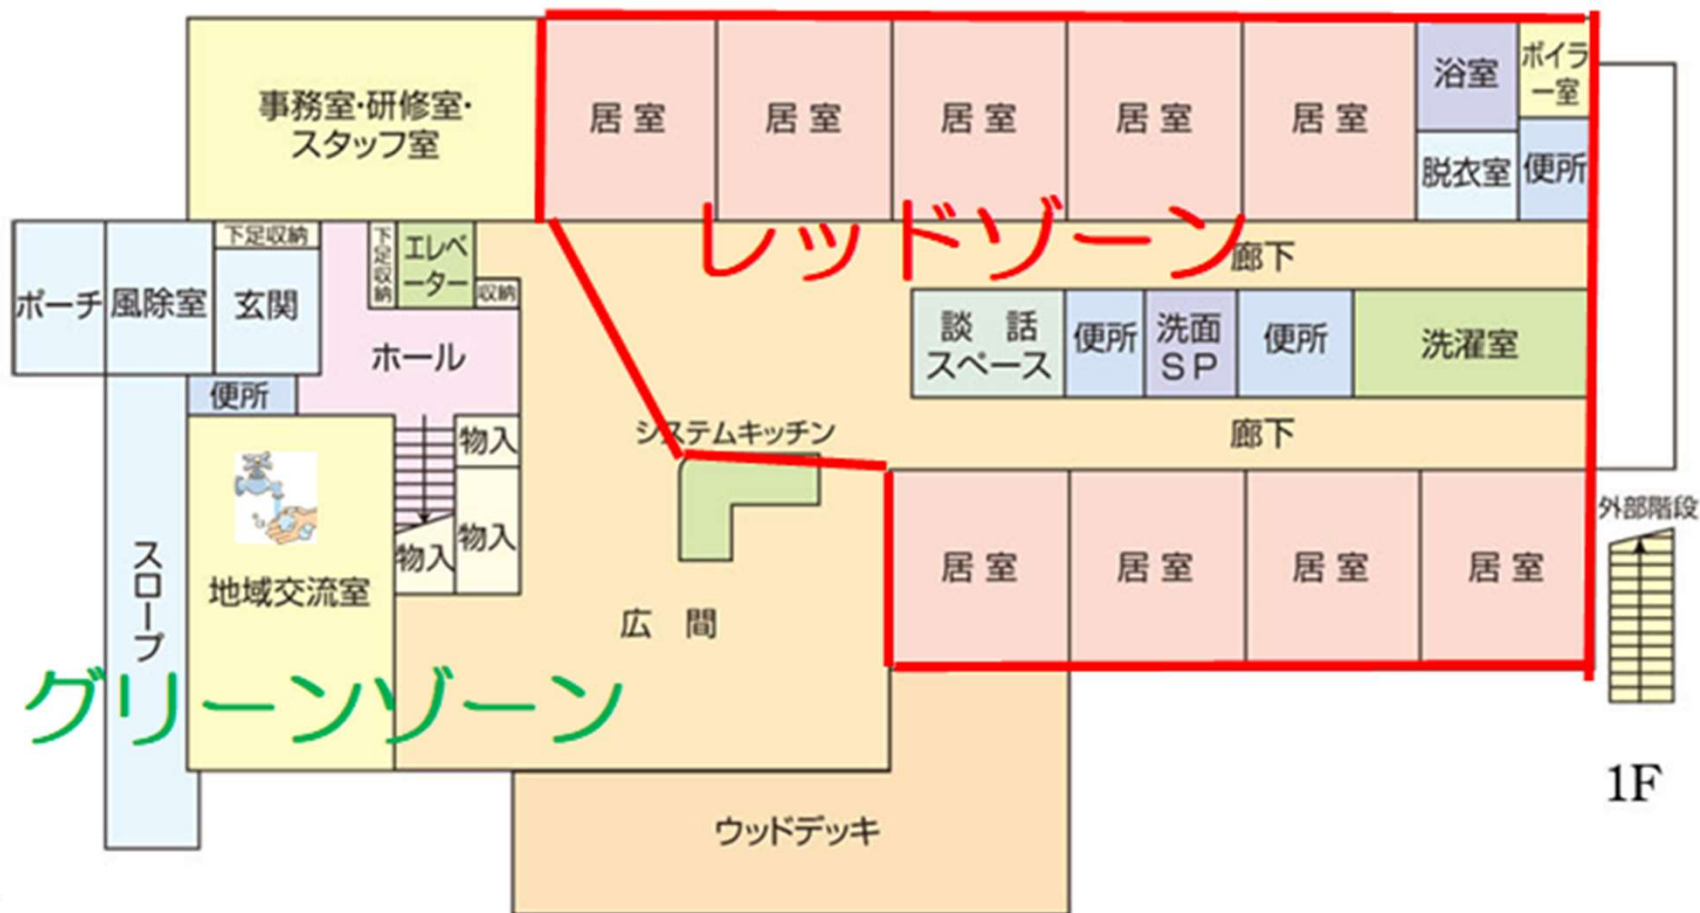 事務室・研修室・
スタッフ室
居室
居室
居室
居室
居室
浴室
ボイラ
ー室
脱衣室
便所
レッドゾーン
廊下
下足収納
下足収納
エレベ
ーター
収納
ポーチ
風除室
玄関
ホール
談話
スペース
便所
洗面
SP
便所
洗濯室
便所
システムキッチン
廊下
物入
物入
物入
外部階段
スロープ
地域交流室
広間
居室
居室
居室
居室
グリーンゾーン
1F
ウッドデッキ